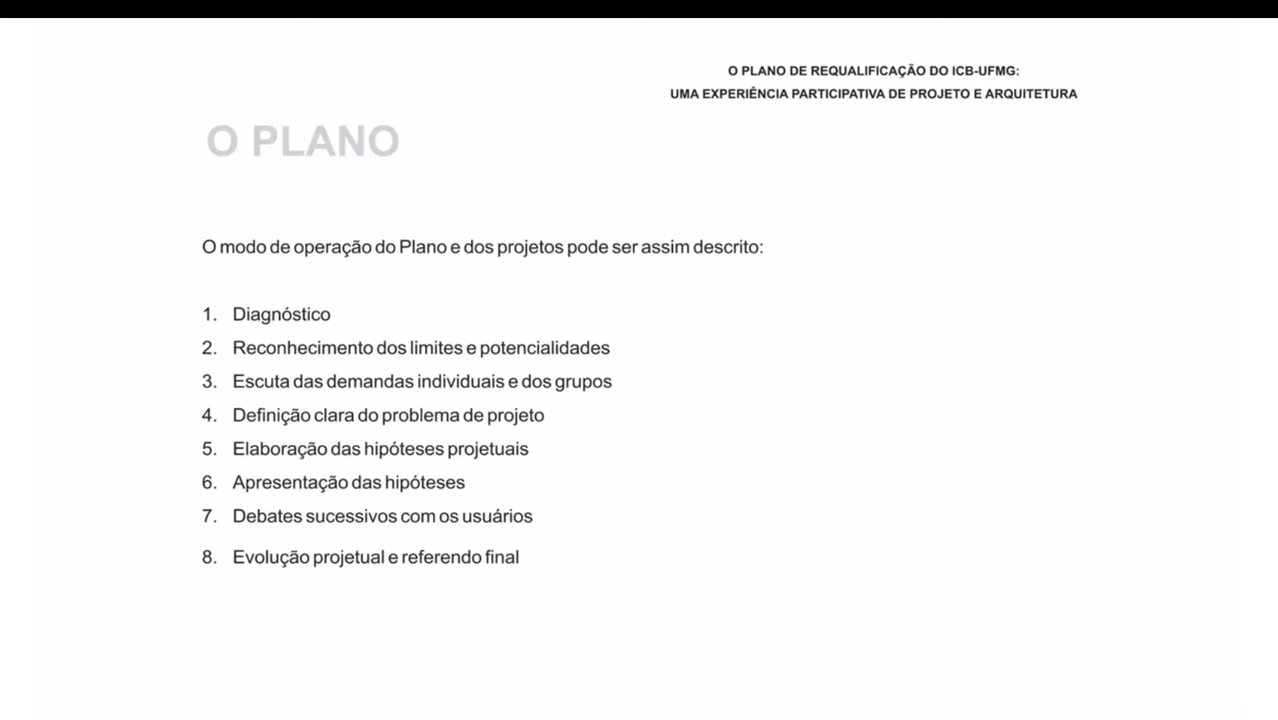 O PLANO DE REQUALIFICAÇÃO DO ICB-UFMG:
UMA EXPERIÊNCIA PARTICIPATIVA DE PROJETO E ARQUITETURA
O PLANO
O modo de operação do Plano e dos projetos pode ser assim descrito:
1. Diagnóstico
2. Reconhecimento dos limites e potencialidades
3. Escuta das demandas individuais e dos grupos
4. Definição clara do problema de projeto
5. Elaboração das hipóteses projetuais
6. Apresentação das hipóteses
7. Debates sucessivos com os usuários
8. Evolução projetual e referendo final